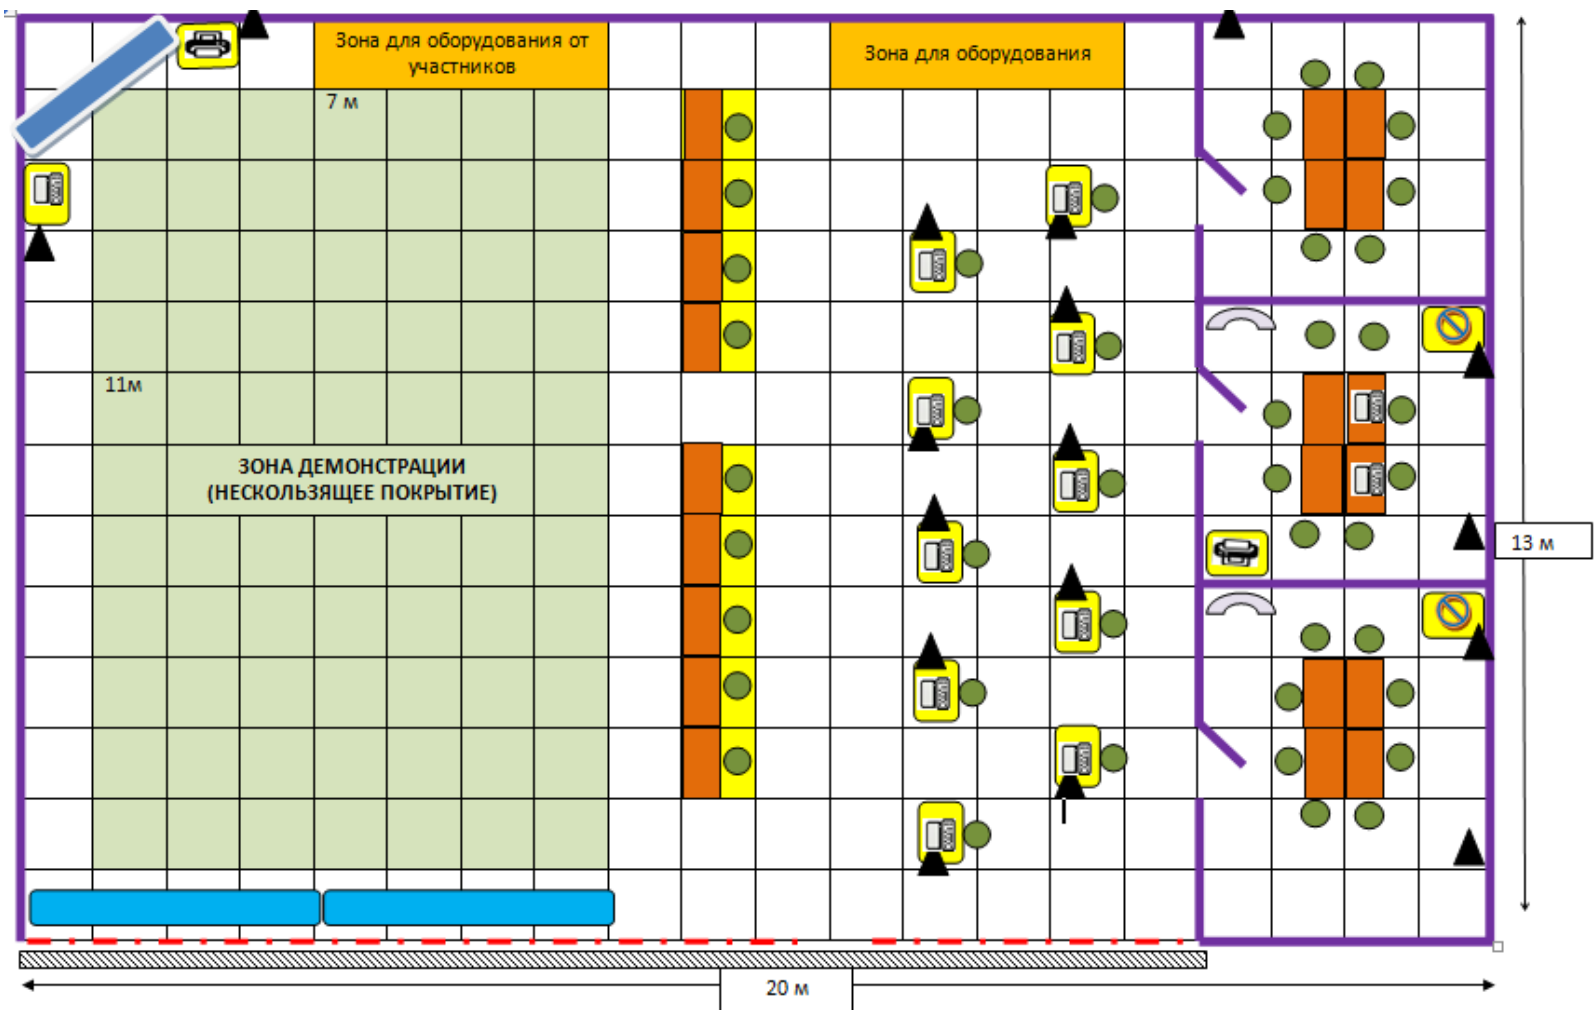 Зона для оборудования от
участников
Зона для оборудования
7 м
11м
ЗОНА ДЕМОНСТРАЦИИ
(НЕСКОЛЬЗЯЩЕЕ ПОКРЫТИЕ)
13 м
20 м